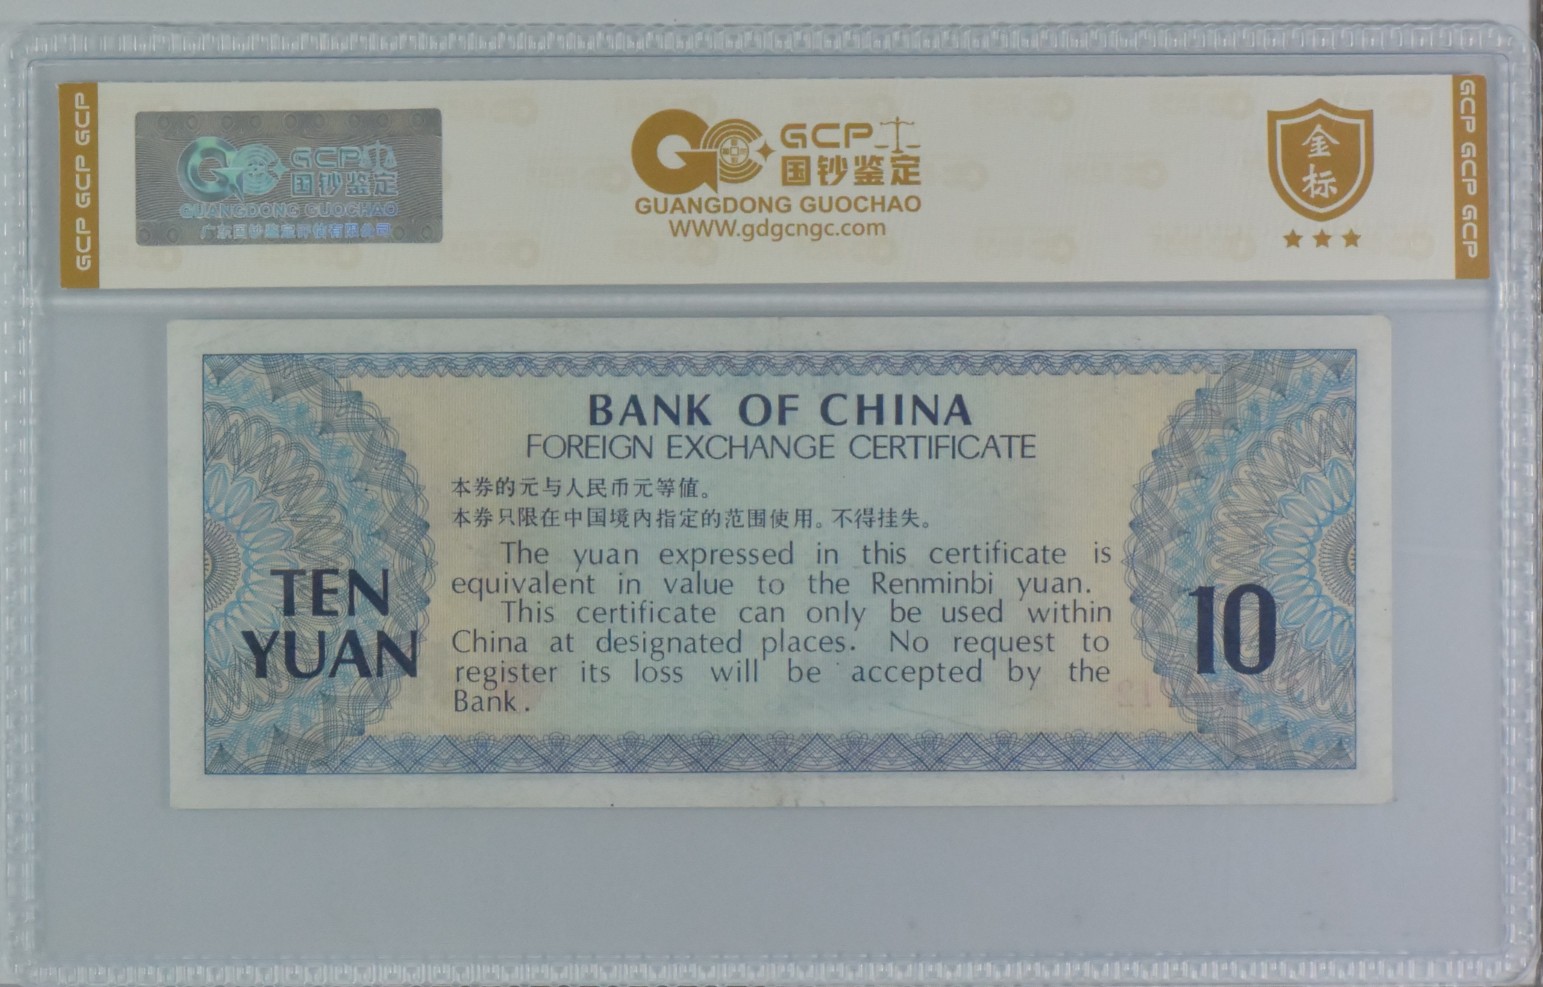 GCP GCP GCP
GCP
国钞鉴定
GUANGDONG GUOCHAO
GCP
国钞鉴定
GUANGDONG GUOCHAO
WWW.gdgcngc.com
金
标
GCP GCP GCP
BANK OF CHINA
FOREIGN EXCHANGE CERTIFICATE
本券的元与人民币元等值。
本券只限在中国境内指定的范围使用。不得挂失。
The yuan expressed in this certificate is
equivalent in value to the Renminbi yuan.
This certificate can only be used within
China at designated places. No request to
register its loss will be accepted by the
Bank.
TEN
YUAN
10